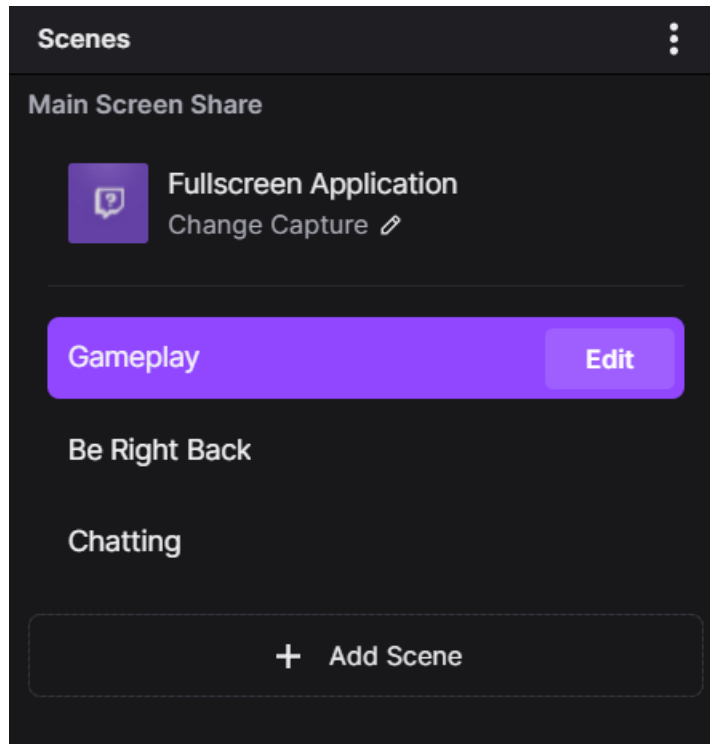 Scenes
Main Screen Share
Fullscreen Application
Change Capture
Gameplay
Edit
Be Right Back
Chatting
+ Add Scene